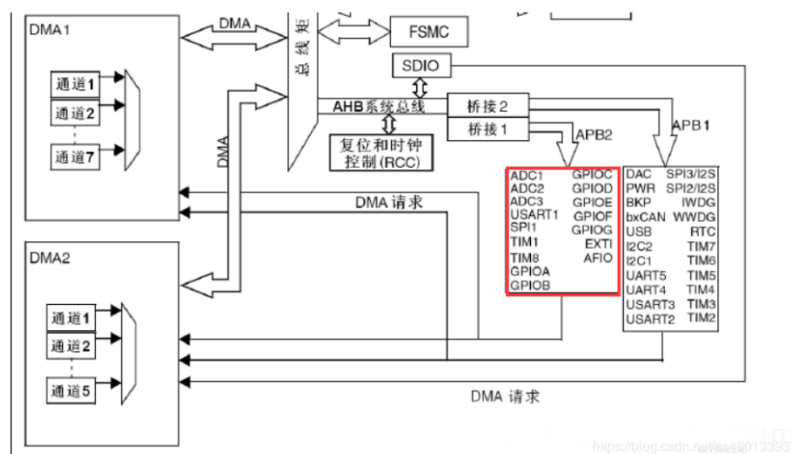 DMA1
通道1
通道2
通道7
DMA
总线矩
FSMC
SDIO
AHB系统总线
桥接2
桥接1
复位和时钟
控制(RCC)
DMA
APB2
APB1
DMA 请求
ADC1 GPIOC
ADC2 GPIOD
ADC3 GPIOE
USART1 GPIOF
SPI1 GPIOG
TIM1 EXTI
TIM8 AFIO
GPIOA
GPIOB
DAC SPI3/I2S
PWR SPI2/I2S
BKP IWDG
bxCAN WWDG
USB RTC
I2C2 TIM7
I2C1 TIM6
UART5 TIM5
UART4 TIM4
USART3 TIM3
USART2 TIM2
DMA2
通道1
通道2
通道5
DMA 请求